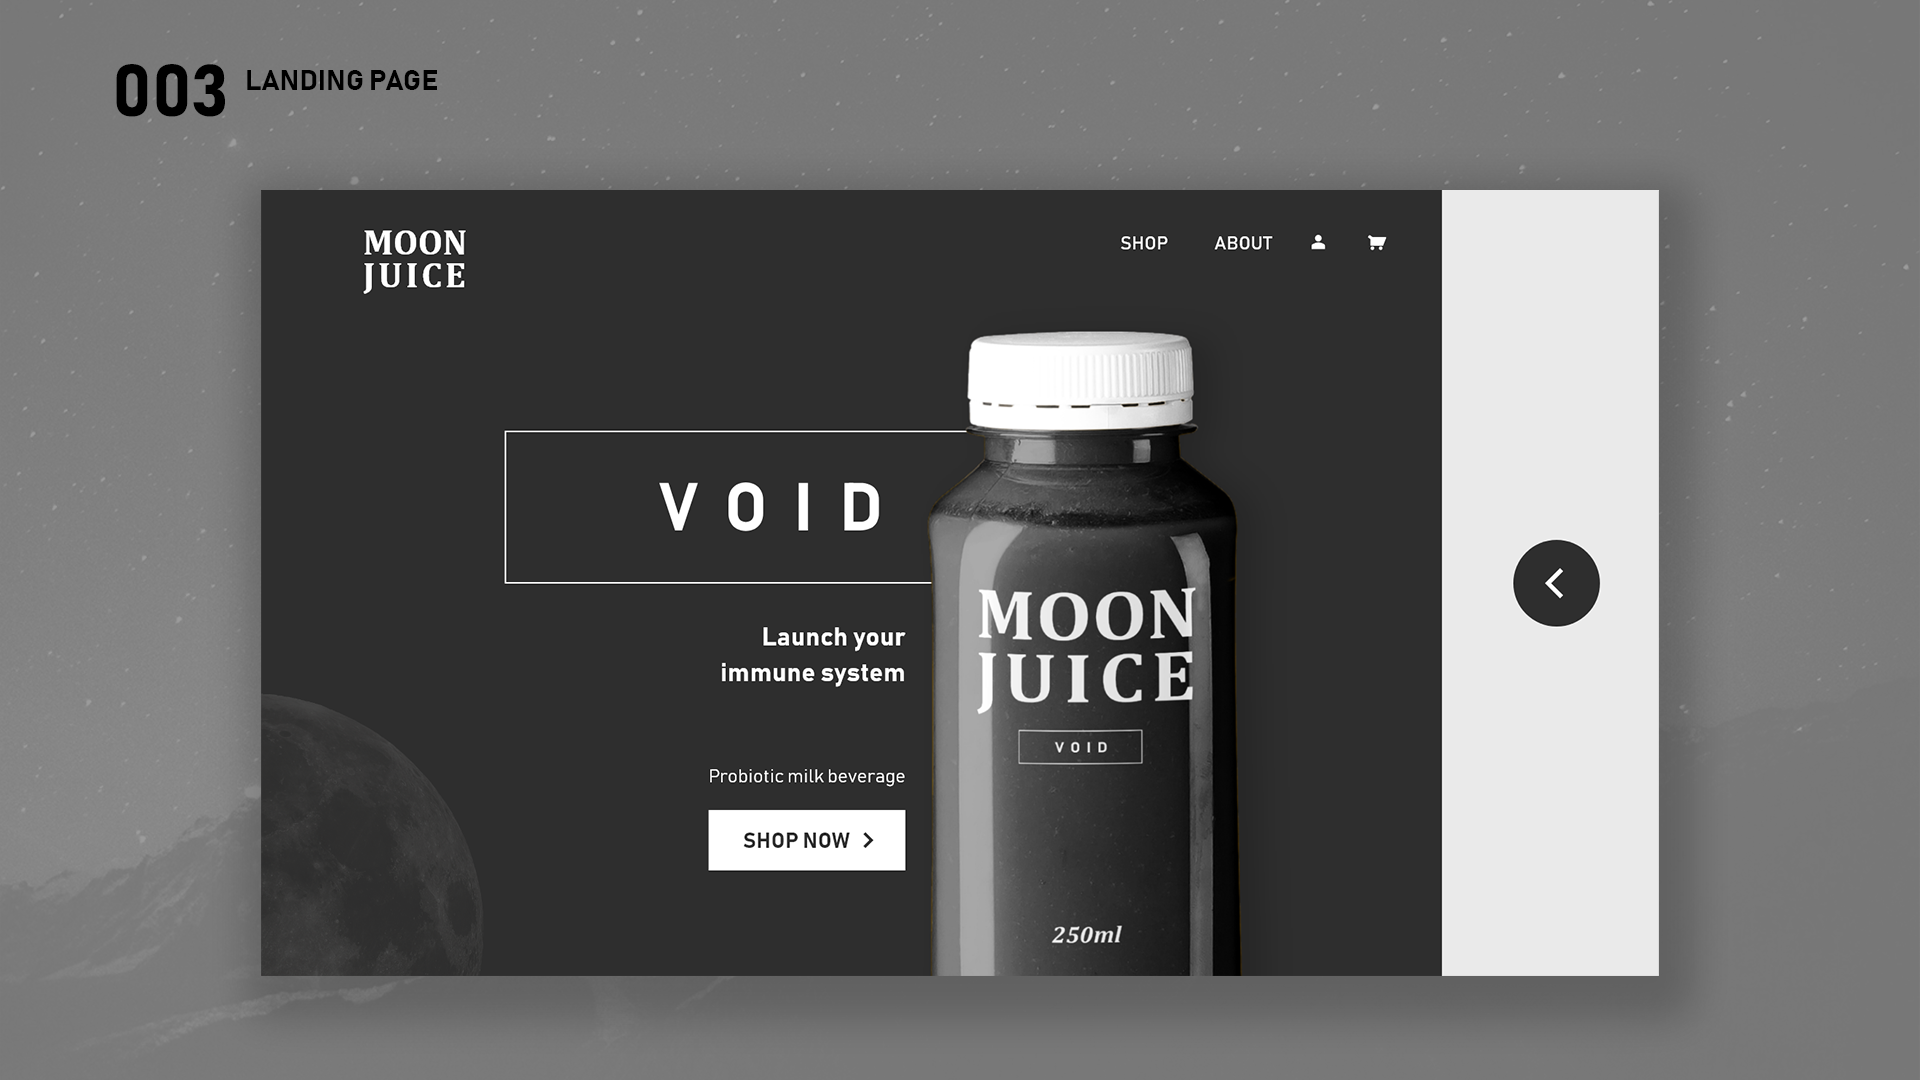 003 LANDING PAGE
MOON
JUICE
SHOP ABOUT
VOID
Launch your
immune system
Probiotic milk beverage
SHOP NOW
MOON
JUICE
VOID
250ml